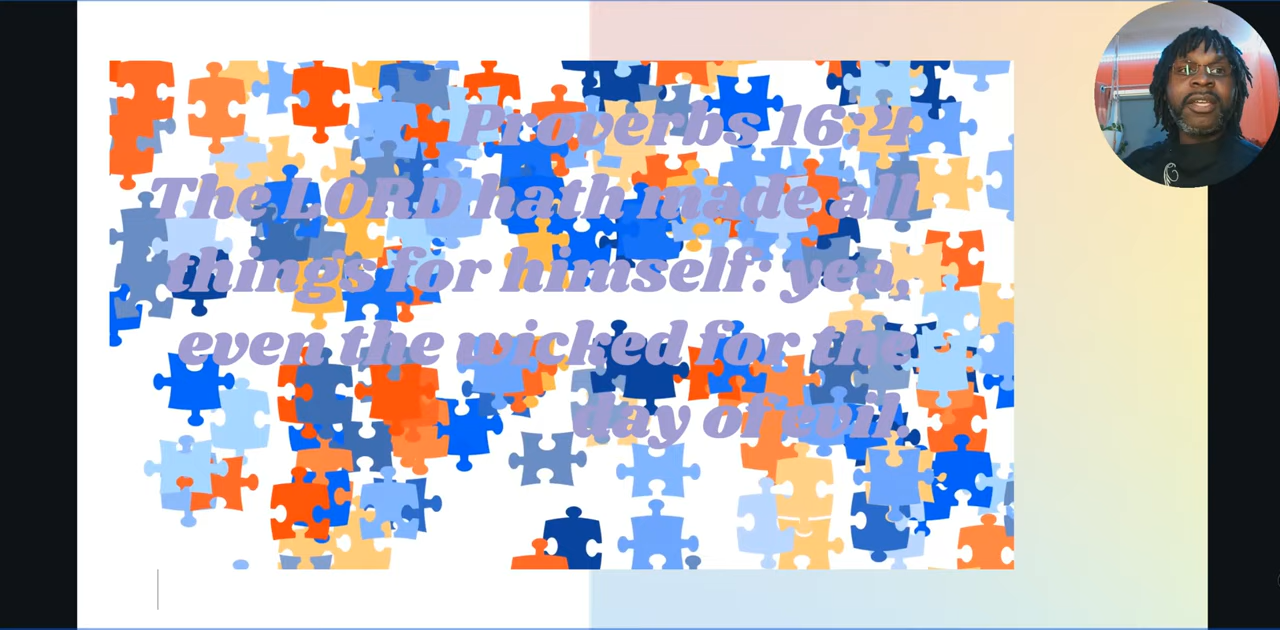 Proverbs 16:4
The LORD hath made all
things for himself: yea,
even the wicked for the
day of evil.